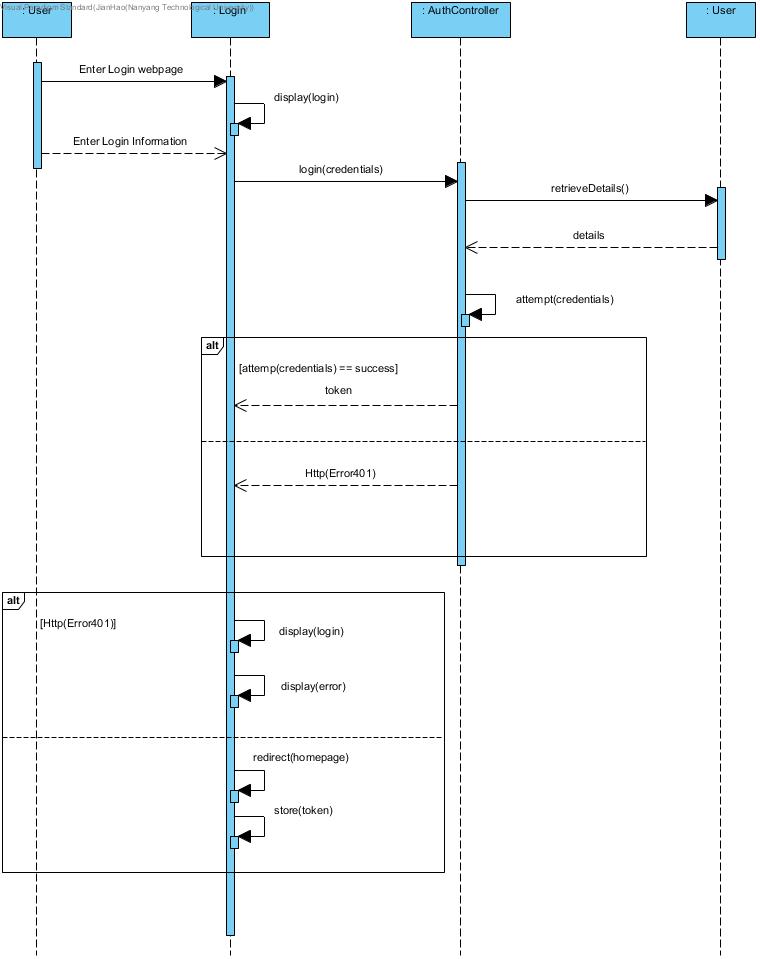 Visual Paradigm Standard(JianHao(Nanyang Technological University))
: User
: Login
: AuthController
: User
Enter Login webpage
display(login)
Enter Login Information
login(credentials)
retrieveDetails()
details
attempt(credentials)
alt
[attemp(credentials) == success]
token
Http(Error401)
alt
[Http(Error401)]
display(login)
display(error)
redirect(homepage)
store(token)